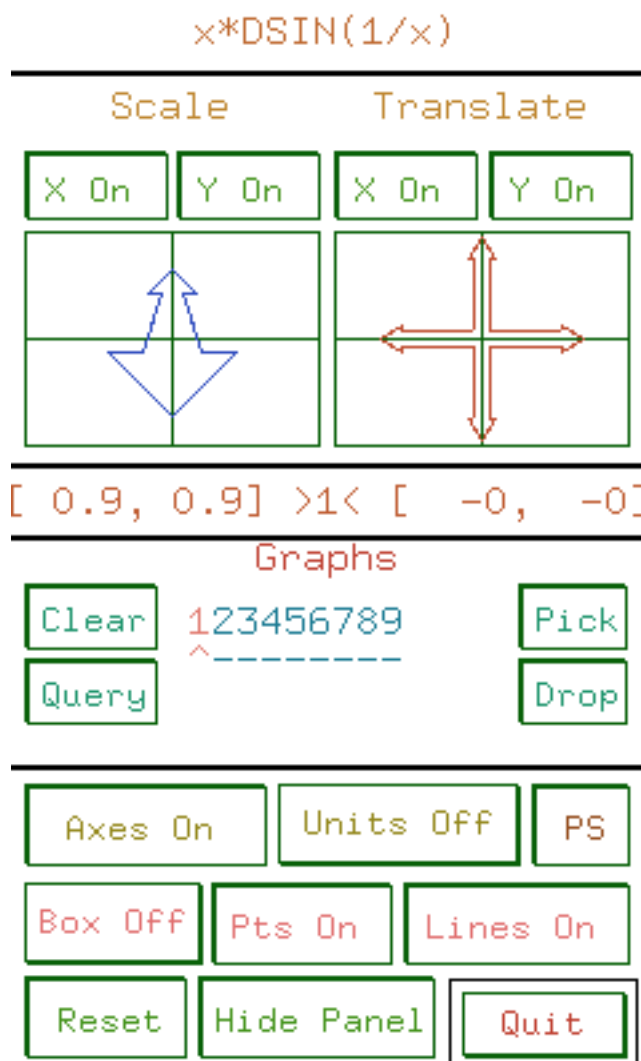 x*DSIN(1/x)
Scale Translate
X On Y On X On Y On
[ 0.9, 0.9] >1< [ -0, -0]
Graphs
Clear 123456789 Pick
^________
Query Drop
Axes On Units Off PS
Box Off Pts On Lines On
Reset Hide Panel Quit